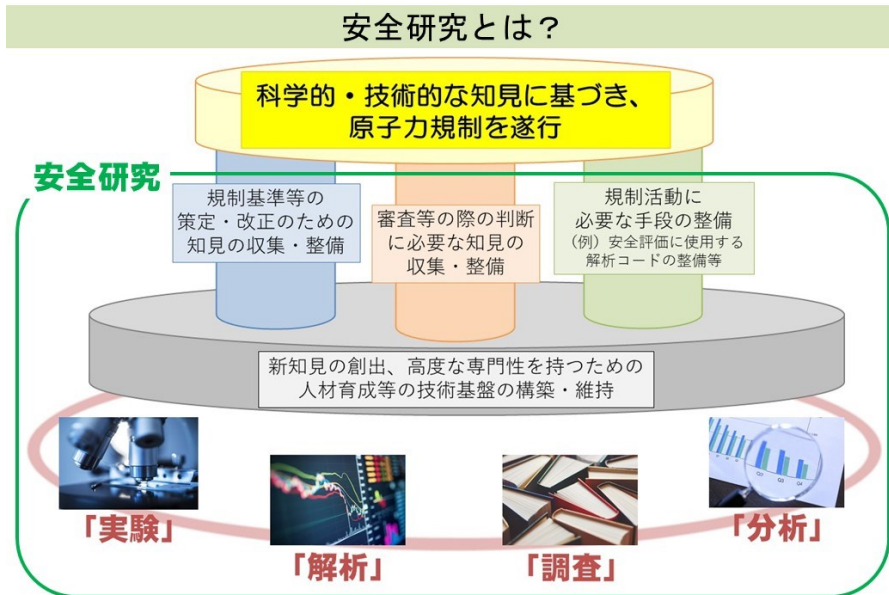 安全研究とは？
科学的・技術的な知見に基づき、
原子力規制を遂行
安全研究
規制基準等の
策定・改正のための
知見の収集・整備
審査等の際の判断
に必要な知見の
収集・整備
規制活動に
必要な手段の整備
（例）安全評価に使用する
解析コードの整備等
新知見の創出、高度な専門性を持つための
人材育成等の技術基盤の構築・維持
「実験」
「解析」
「調査」
「分析」
Q2
Q3
Q4